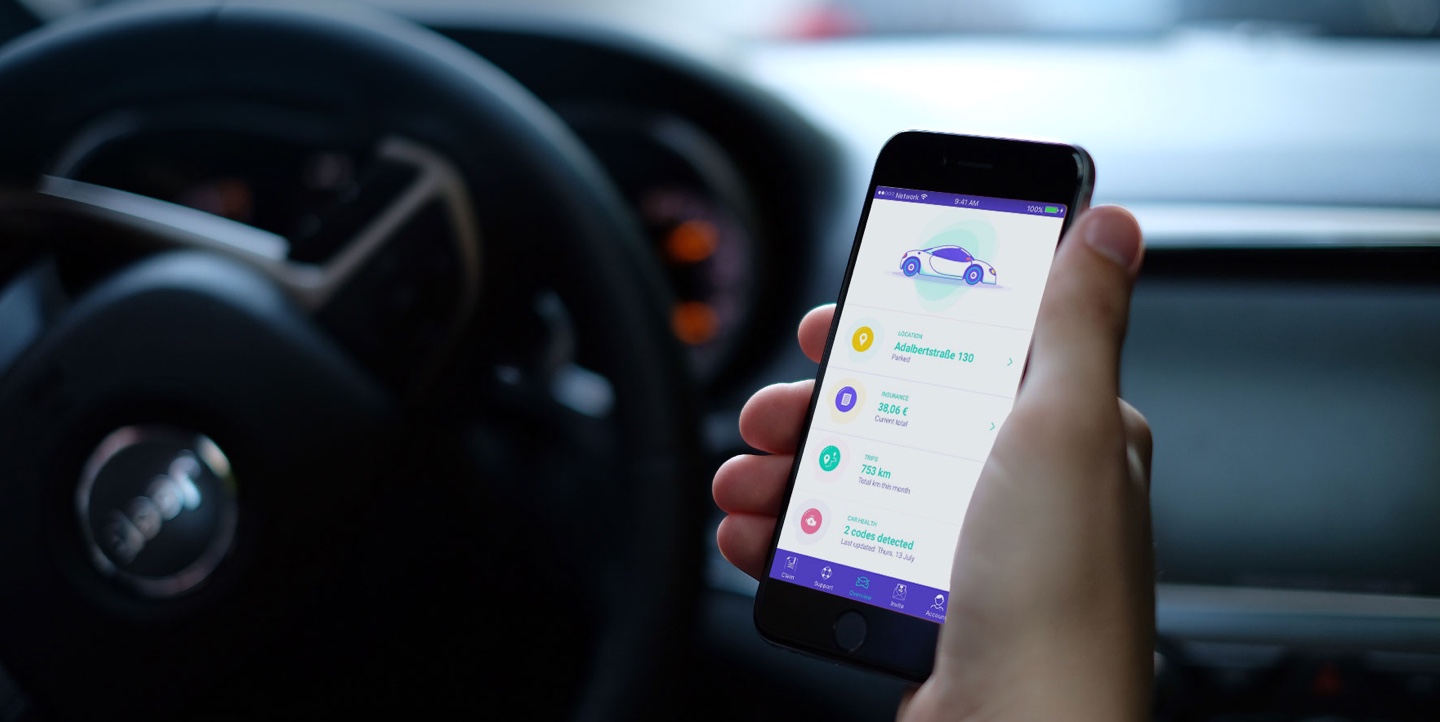 Network 9:41 AM 100%
LOCATION
Adalbertstraße 130
Parked
INSURANCE
38,06 €
Current total
TRIPS
753 km
Total km this month
CAR HEALTH
2 codes detected
Last updated: Thurs, 13 July
Claim Support Overview Invite Account